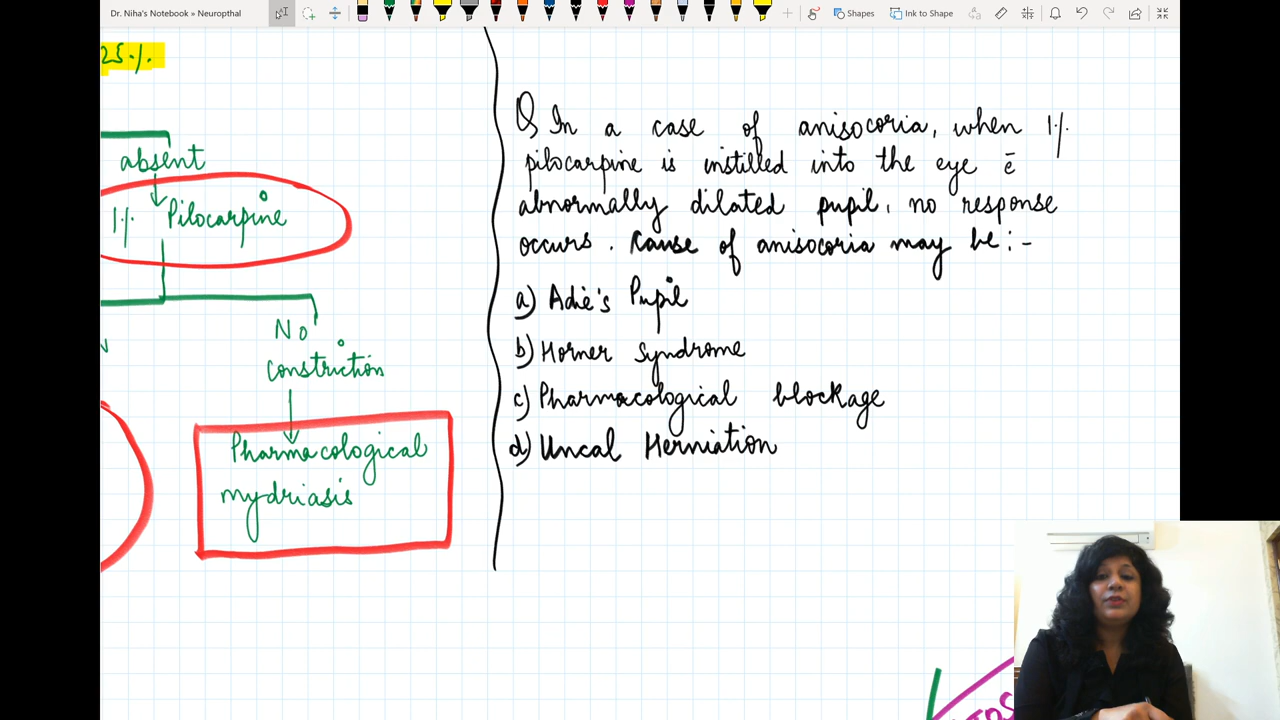 Dr. Niha's Notebook » Neuropthal
Shapes
Ink to Shape
25%
absent
1% Pilocarpine
No
constriction
Pharmacological
mydriasis
Q In a case of anisocoria, when 1%
pilocarpine is instilled into the eye c̄
abnormally dilated pupil, no response
occurs. Cause of anisocoria may be:-
a) Adie's Pupil
b) Horner Syndrome
c) Pharmacological blockage
d) Uncal Herniation